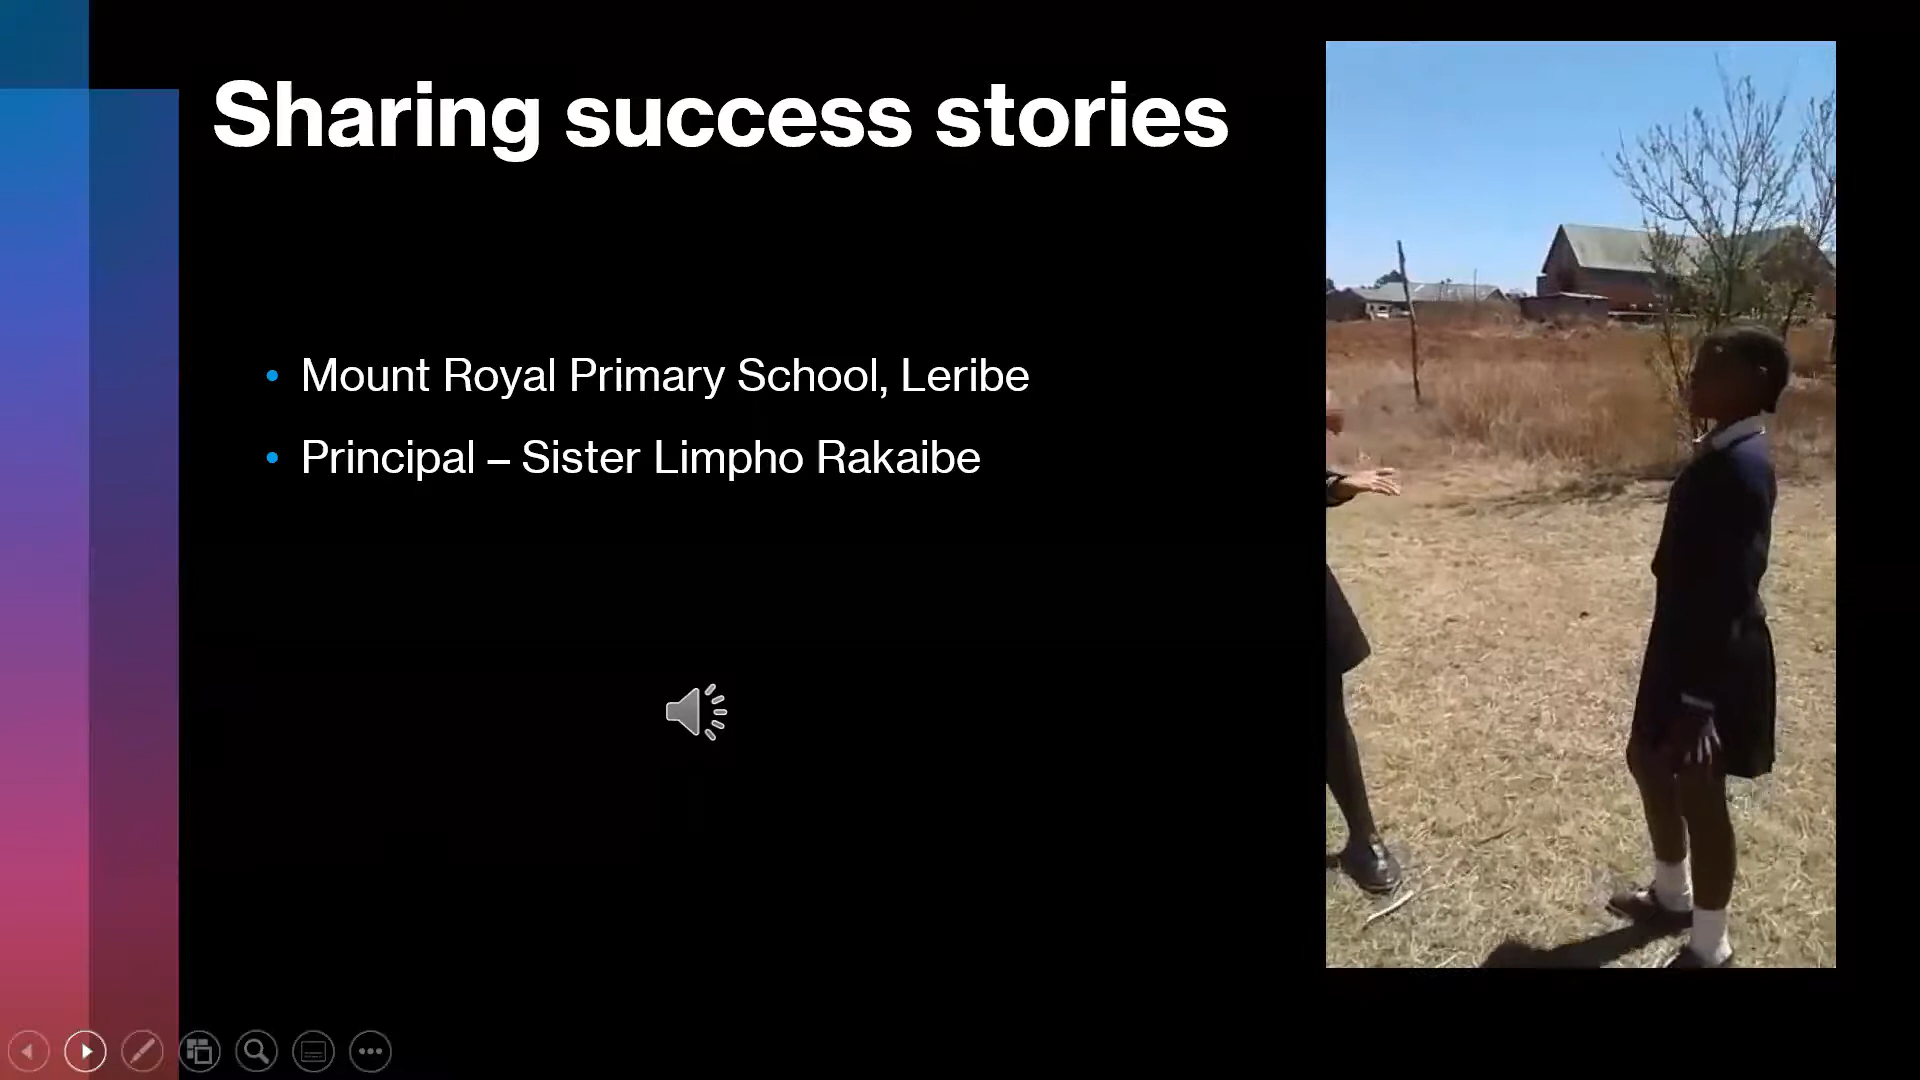 Sharing success stories
• Mount Royal Primary School, Leribe
• Principal – Sister Limpho Rakaibe